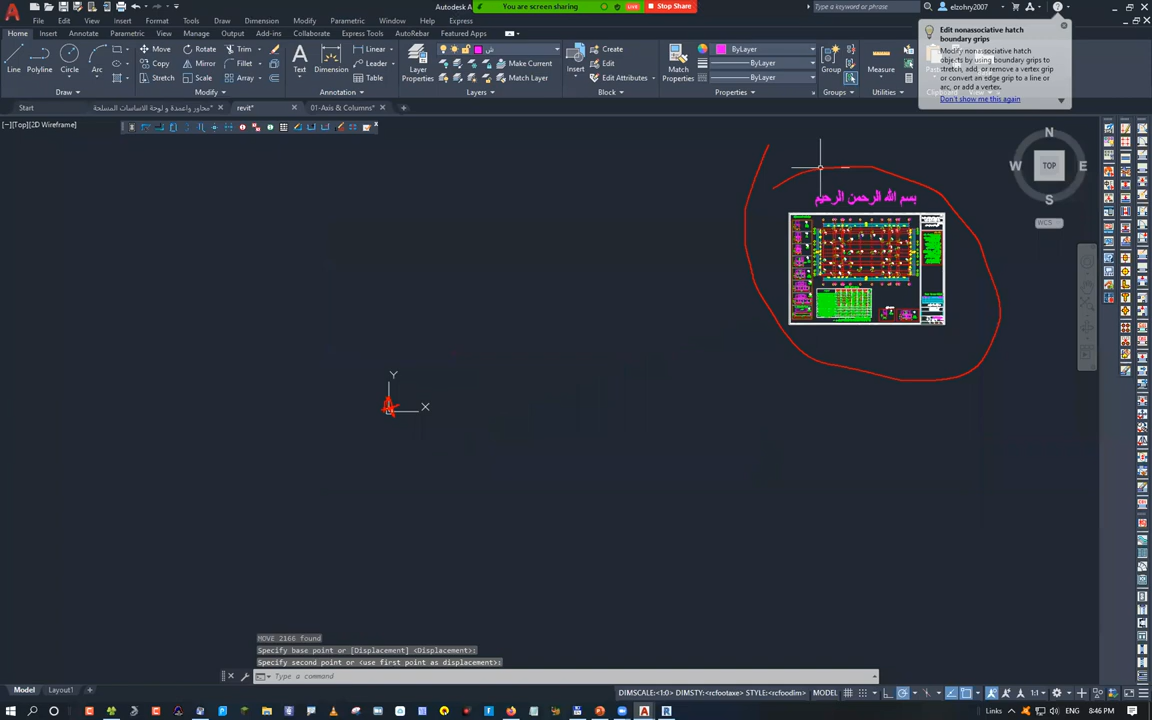 Autodesk A
You are screen sharing
Stop Share
Type a keyword or phrase
elzohry2007
File Edit View Insert Format Tools Draw Dimension Modify Parametric Window Help Express
Home Insert Annotate Parametric View Manage Output Add-ins Collaborate Express Tools AutoRebar Featured Apps
Line Polyline Circle Arc
Move Rotate Trim
Copy Mirror Fillet
Stretch Scale Array
Text Dimension
Linear
Leader
Table
Layer Properties
Make Current
Match Layer
Insert
Create
Edit
Edit Attributes
Match Properties
ByLayer
ByLayer
ByLayer
Group
Measure
Draw Modify Annotation Layers Block Properties Groups Utilities
Edit nonassociative hatch
boundary grips
Modify nonassociative hatch
objects by using boundary grips to
stretch, add, or remove a vertex grip
or convert an edge grip to a line or
arc, or add a vertex.
Don't show me this again
Start
محاور واعمدة و لوحة الاساسات المسلحة*
revit*
01-Axis & Columns*
[−][Top][2D Wireframe]
N
W TOP E
S
WCS
بسم الله الرحمن الرحيم
Y
X
MOVE 2166 found
Specify base point or [Displacement] <Displacement>:
Specify second point or <use first point as displacement>:
Type a command
Model Layout1
DIMSCALE:<1:0> DIMSTY:<rcfootaxe> STYLE:<rcfoodim> MODEL
1:1
Links
ENG
8:46 PM